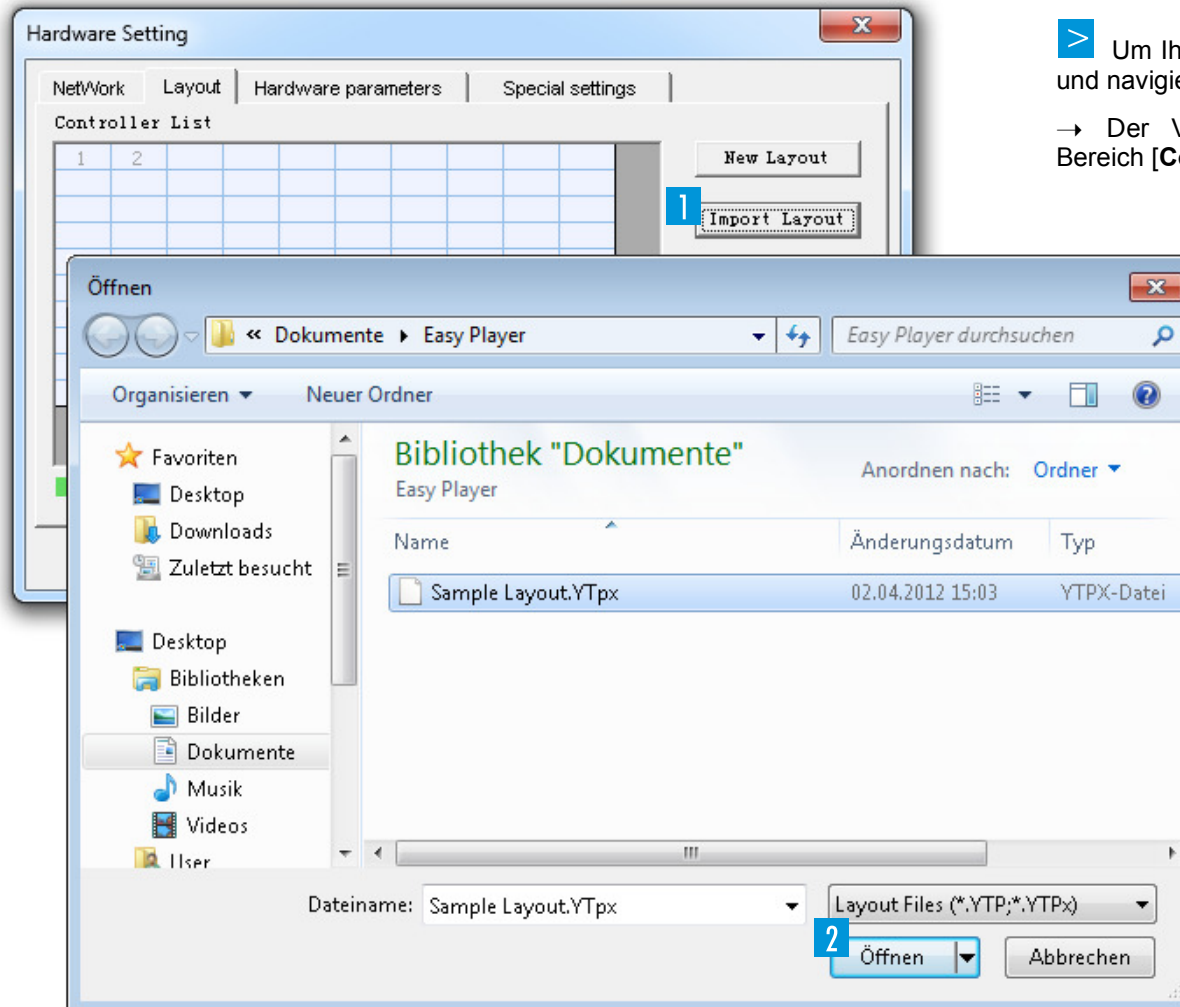 Hardware Setting
NetWork Layout Hardware parameters Special settings
Controller List
1 2
New Layout
1 Import Layout
> Um
und
→ Der
Bereich
Öffnen
« Dokumente ▸ Easy Player
Easy Player durchsuchen
Organisieren Neuer Ordner
Favoriten
Desktop
Downloads
Zuletzt besucht
Desktop
Bibliotheken
Bilder
Dokumente
Musik
Videos
User
Bibliothek "Dokumente"
Easy Player
Anordnen nach: Ordner
Name Änderungsdatum Typ
Sample Layout.YTpx 02.04.2012 15:03 YTPX-Datei
Dateiname: Sample Layout.YTpx
Layout Files (*.YTP;*.YTPx)
2 Öffnen Abbrechen